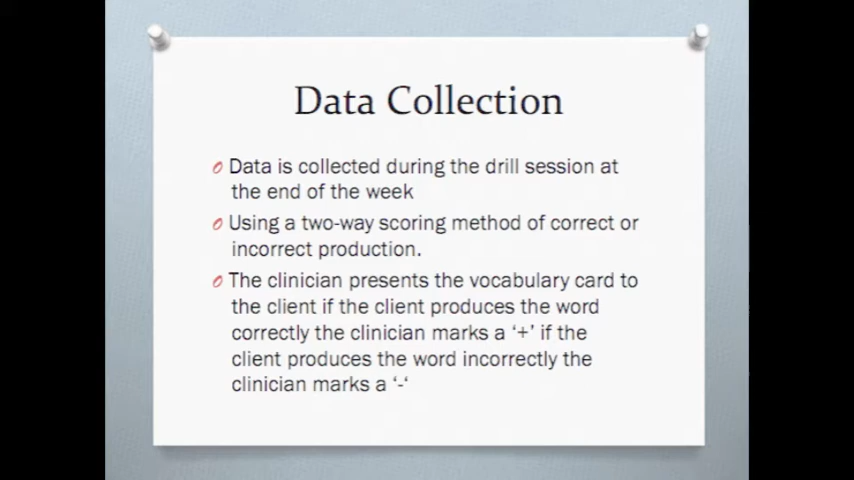 Data Collection
Data is collected during the drill session at
the end of the week
Using a two-way scoring method of correct or
incorrect production.
The clinician presents the vocabulary card to
the client if the client produces the word
correctly the clinician marks a ‘+’ if the
client produces the word incorrectly the
clinician marks a ‘-‘